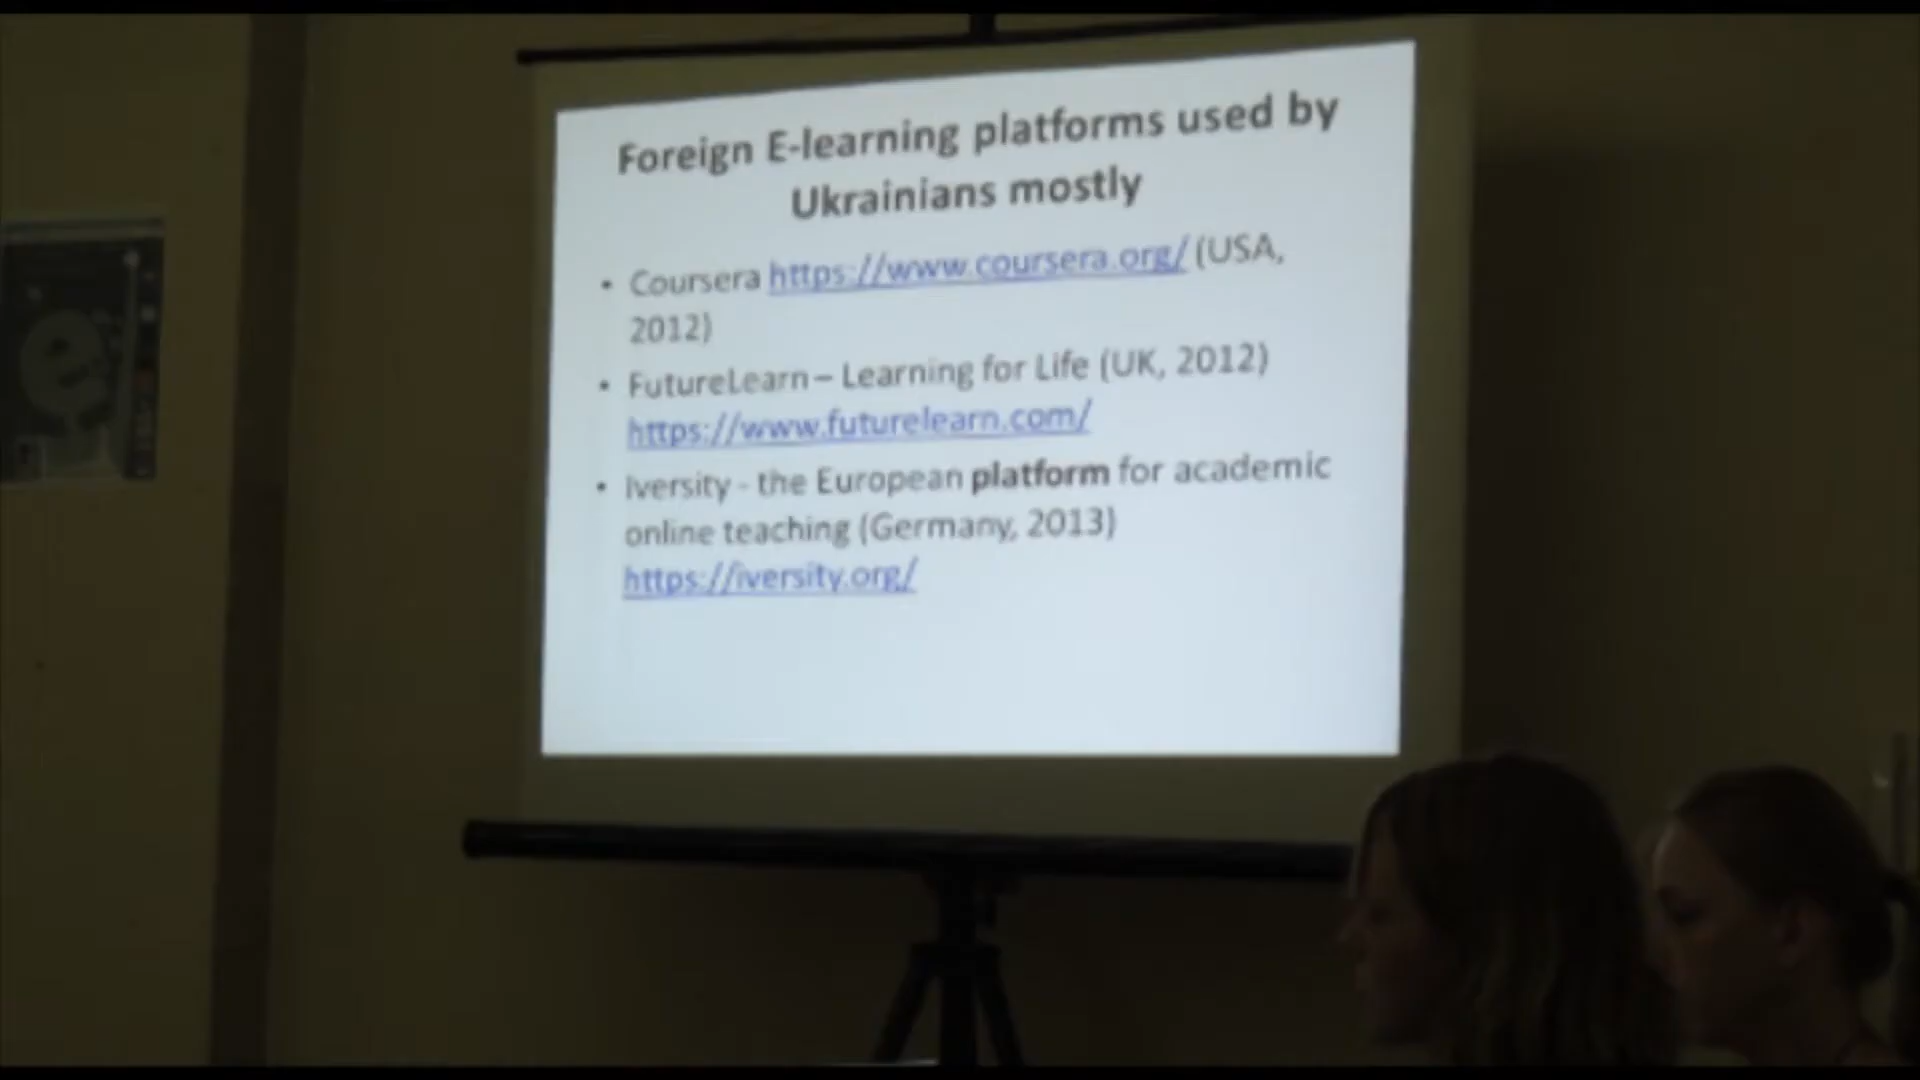 Foreign E-learning platforms used by
Ukrainians mostly
• Coursera https://www.coursera.org/ (USA,
2012)
• FutureLearn – Learning for Life (UK, 2012)
https://www.futurelearn.com/
• Iversity - the European platform for academic
online teaching (Germany, 2013)
https://iversity.org/